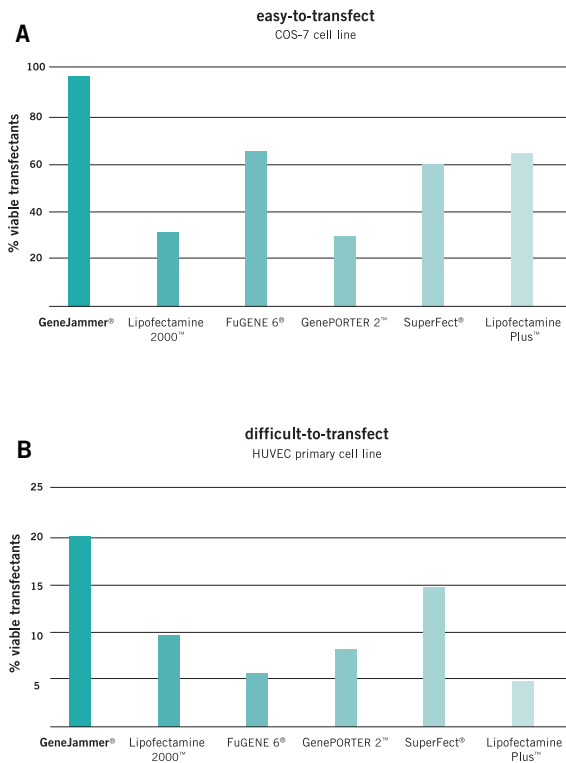 A
easy-to-transfect
COS-7 cell line
% viable transfectants
100
80
60
40
20
GeneJammer® Lipofectamine 2000™ FuGENE 6® GenePORTER 2™ SuperFect® Lipofectamine Plus™
B
difficult-to-transfect
HUVEC primary cell line
% viable transfectants
25
20
15
10
5
GeneJammer® Lipofectamine 2000™ FuGENE 6® GenePORTER 2™ SuperFect® Lipofectamine Plus™